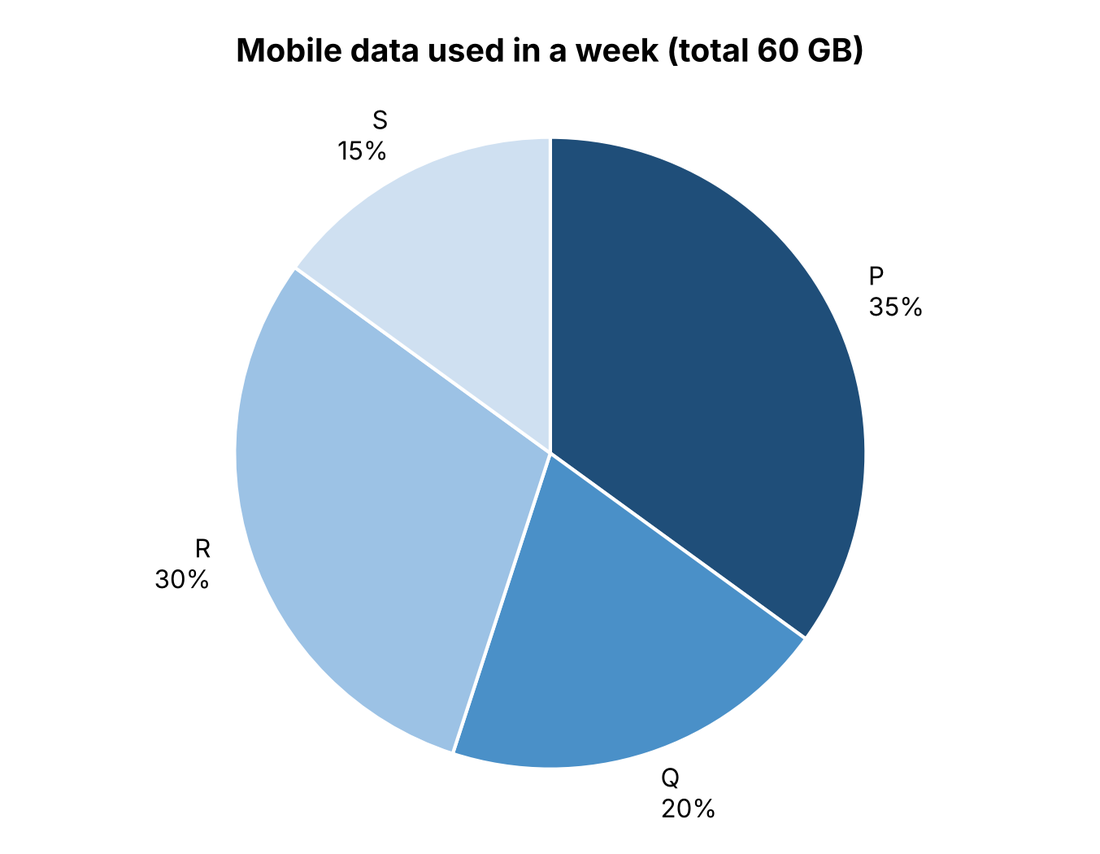 Mobile data used in a week (total 60 GB)
S
15%
P
35%
R
30%
Q
20%